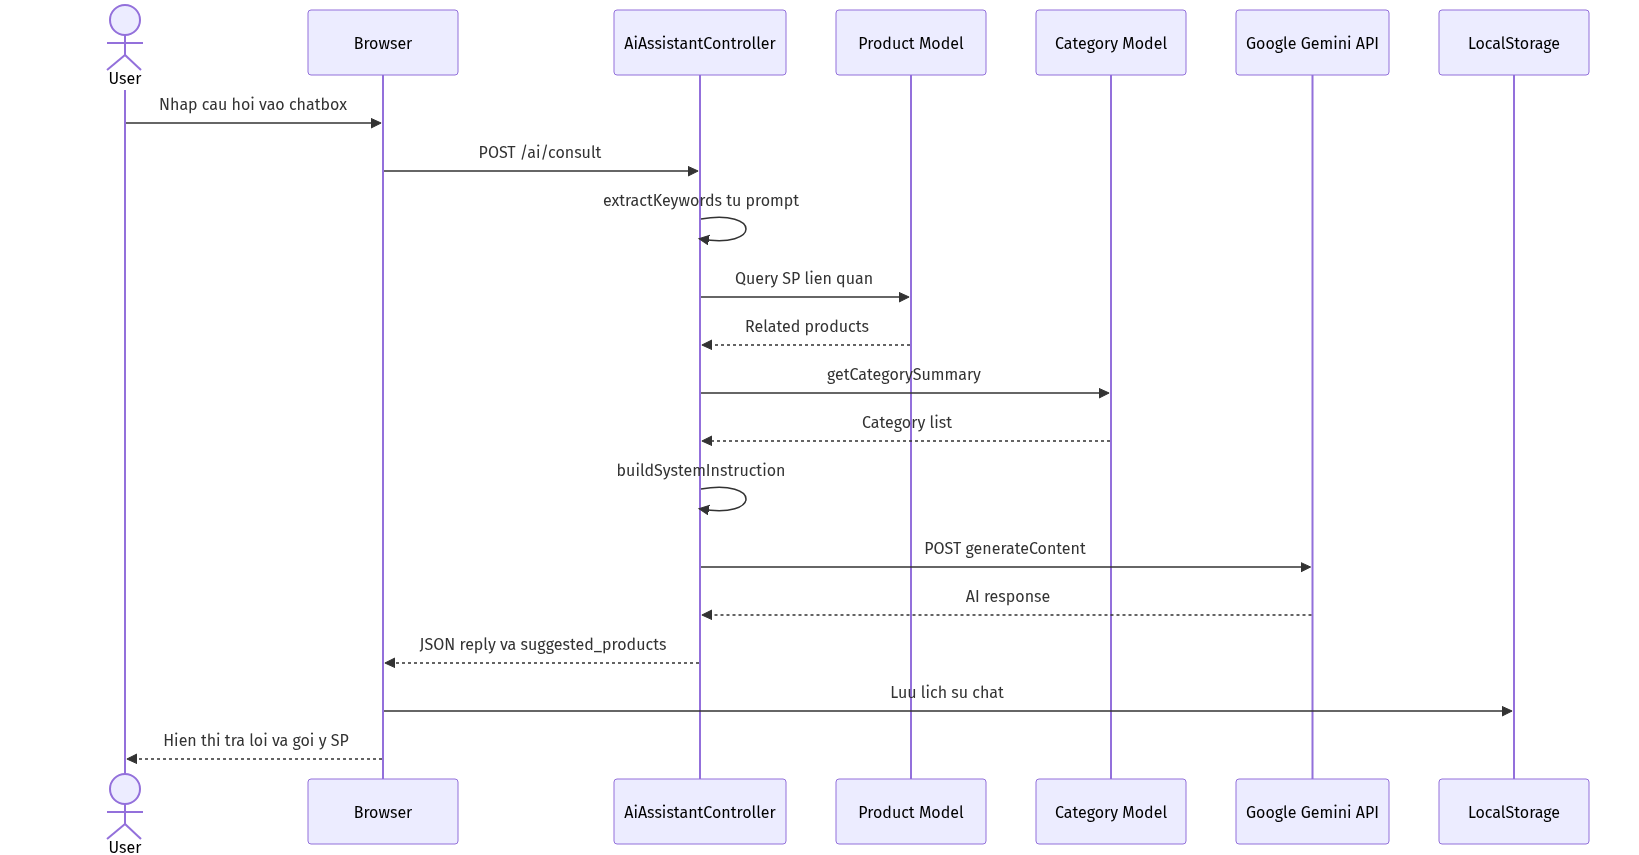 User
Browser
AiAssistantController
Product Model
Category Model
Google Gemini API
LocalStorage
Nhap cau hoi vao chatbox
POST /ai/consult
extractKeywords tu prompt
Query SP lien quan
Related products
getCategorySummary
Category list
buildSystemInstruction
POST generateContent
AI response
JSON reply va suggested_products
Luu lich su chat
Hien thi tra loi va goi y SP
User
Browser
AiAssistantController
Product Model
Category Model
Google Gemini API
LocalStorage